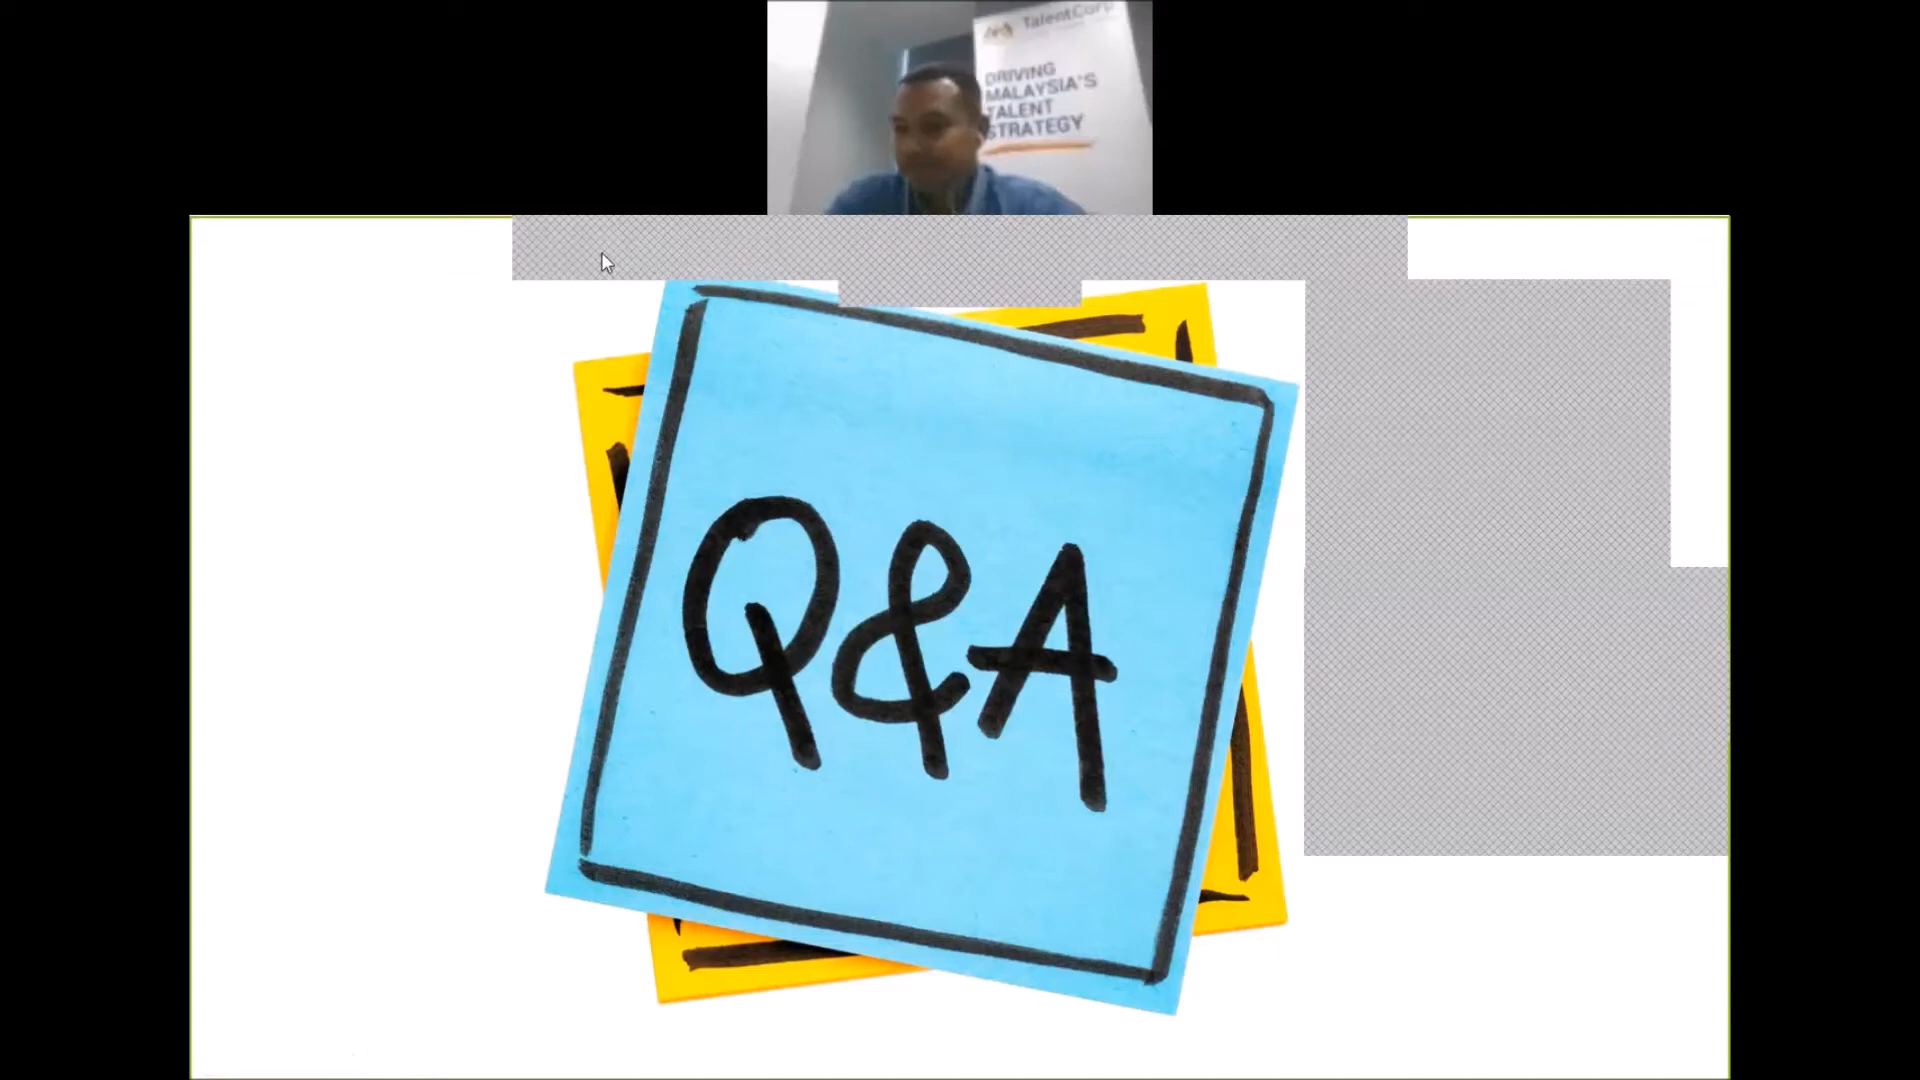 TalentCorp
DRIVING
MALAYSIA'S
TALENT
STRATEGY
Q&A